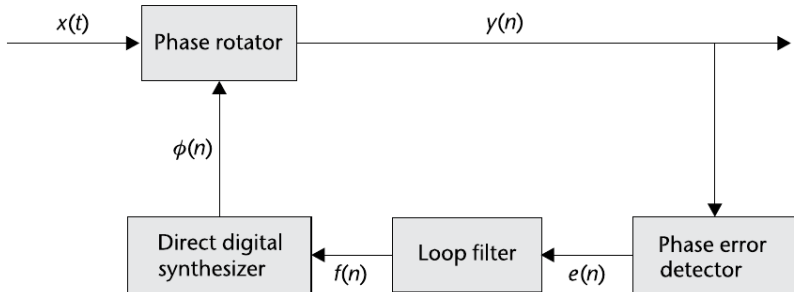 x(t)
Phase rotator
y(n)
ϕ(n)
Direct digital
synthesizer
f(n)
Loop filter
e(n)
Phase error
detector